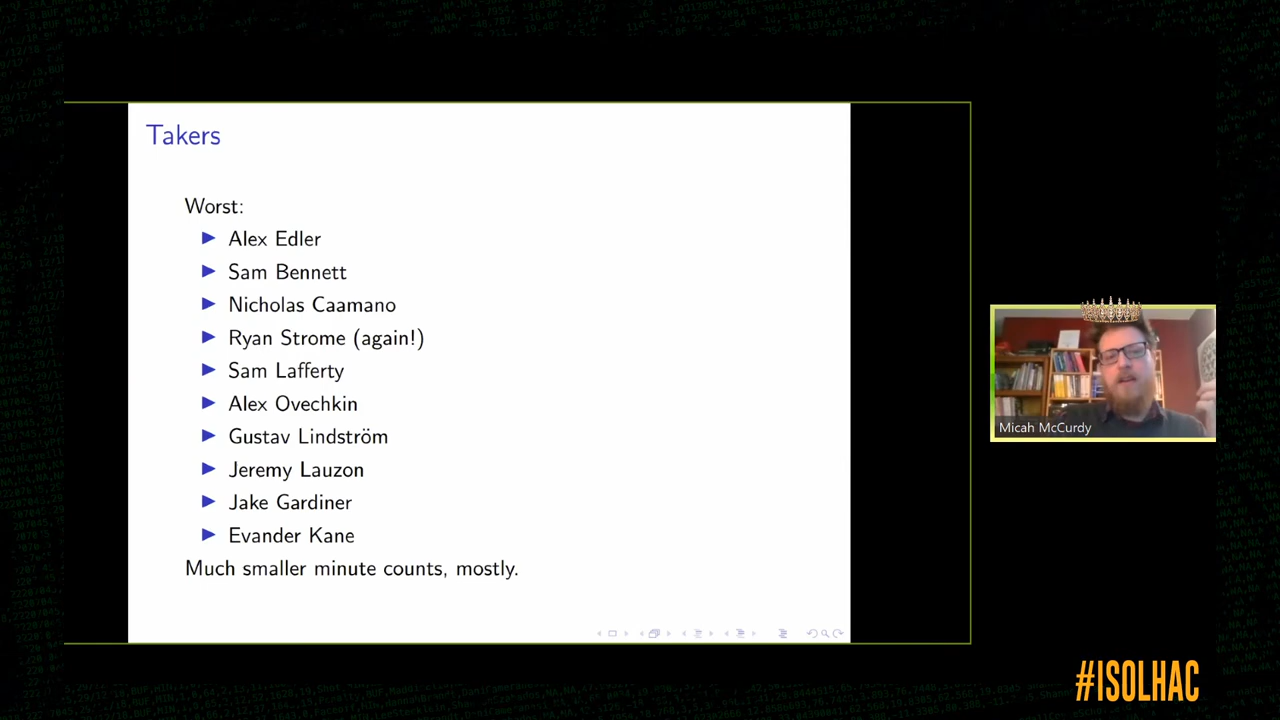 Takers
Worst:
Alex Edler
Sam Bennett
Nicholas Caamano
Ryan Strome (again!)
Sam Lafferty
Alex Ovechkin
Gustav Lindström
Jeremy Lauzon
Jake Gardiner
Evander Kane
Much smaller minute counts, mostly.
Micah McCurdy
#ISOLHAC